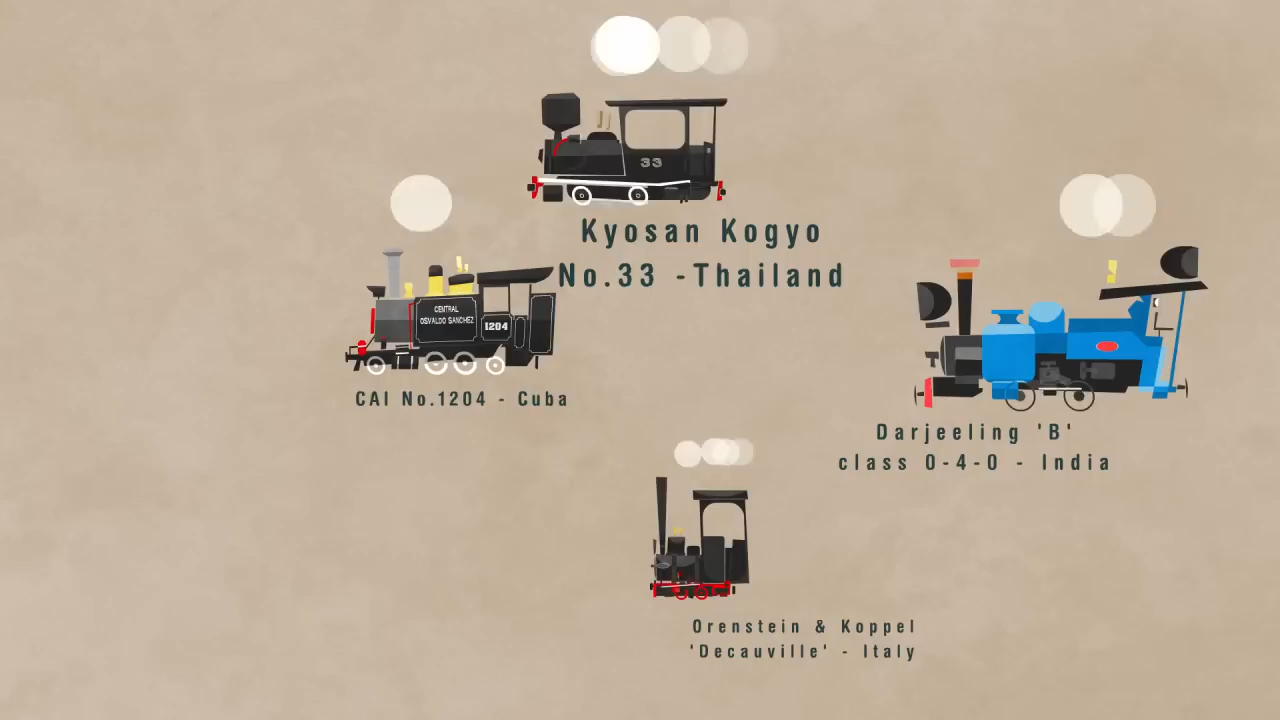 33
Kyosan Kogyo
No.33 -Thailand
CENTRAL
OSVALDO SANCHEZ
1204
CAI No.1204 - Cuba
Darjeeling 'B'
class 0-4-0 - India
Orenstein & Koppel
'Decauville' - Italy